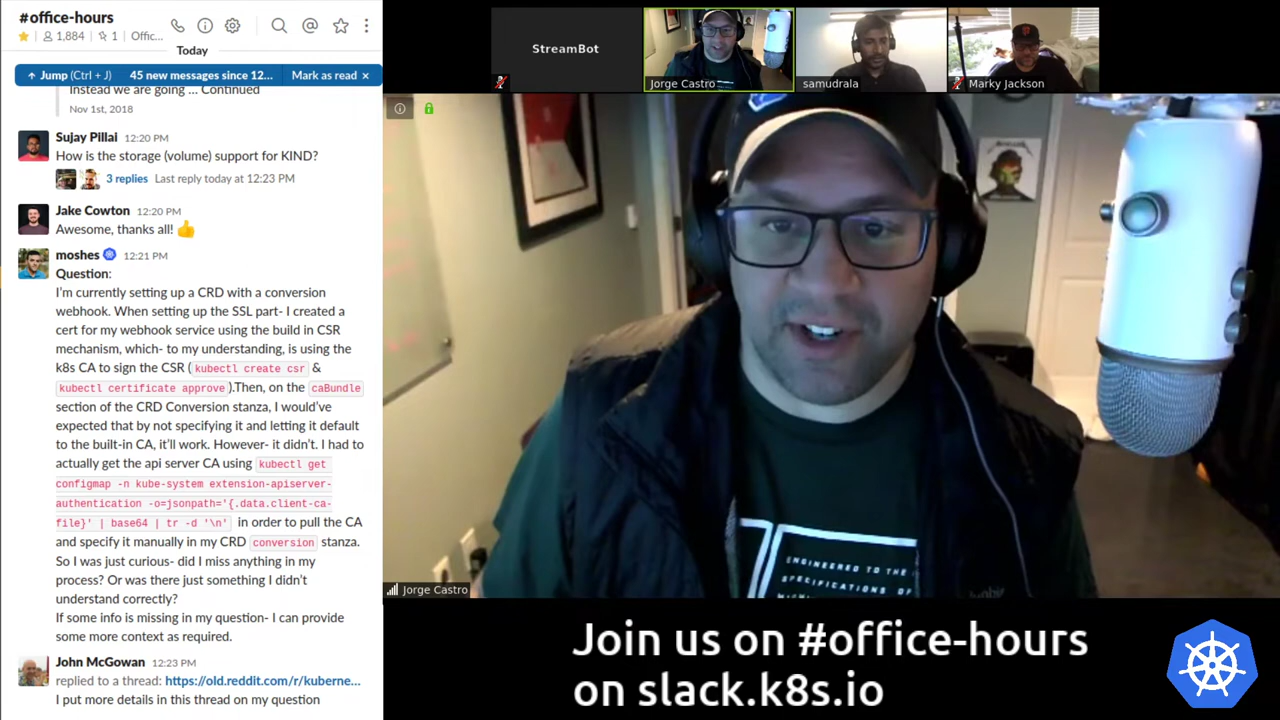 #office-hours
1,884
1
Offic...
Today
Jump (Ctrl + J)
45 new messages since 12...
Mark as read
Instead we are going ... Continued
Nov 1st, 2018
Sujay Pillai 12:20 PM
How is the storage (volume) support for KIND?
3 replies Last reply today at 12:23 PM
Jake Cowton 12:20 PM
Awesome, thanks all! 👍
moshes 12:21 PM
Question:
I'm currently setting up a CRD with a conversion
webhook. When setting up the SSL part- I created a
cert for my webhook service using the build in CSR
mechanism, which- to my understanding, is using the
k8s CA to sign the CSR ( kubectl create csr &
kubectl certificate approve ).Then, on the caBundle
section of the CRD Conversion stanza, I would've
expected that by not specifying it and letting it default
to the built-in CA, it'll work. However- it didn't. I had to
actually get the api server CA using kubectl get
configmap -n kube-system extension-apiserver-
authentication -o=jsonpath='{.data.client-ca-
file}' | base64 | tr -d '\n' in order to pull the CA
and specify it manually in my CRD conversion stanza.
So I was just curious- did I miss anything in my
process? Or was there just something I didn't
understand correctly?
If some info is missing in my question- I can provide
some more context as required.
John McGowan 12:23 PM
replied to a thread: https://old.reddit.com/r/kuberne...
I put more details in this thread on my question
StreamBot
Jorge Castro
samudrala
Marky Jackson
METALLICA
ENGINEERED TO THE
SPECIFICATIONS OF
Jorge Castro
Join us on #office-hours
on slack.k8s.io